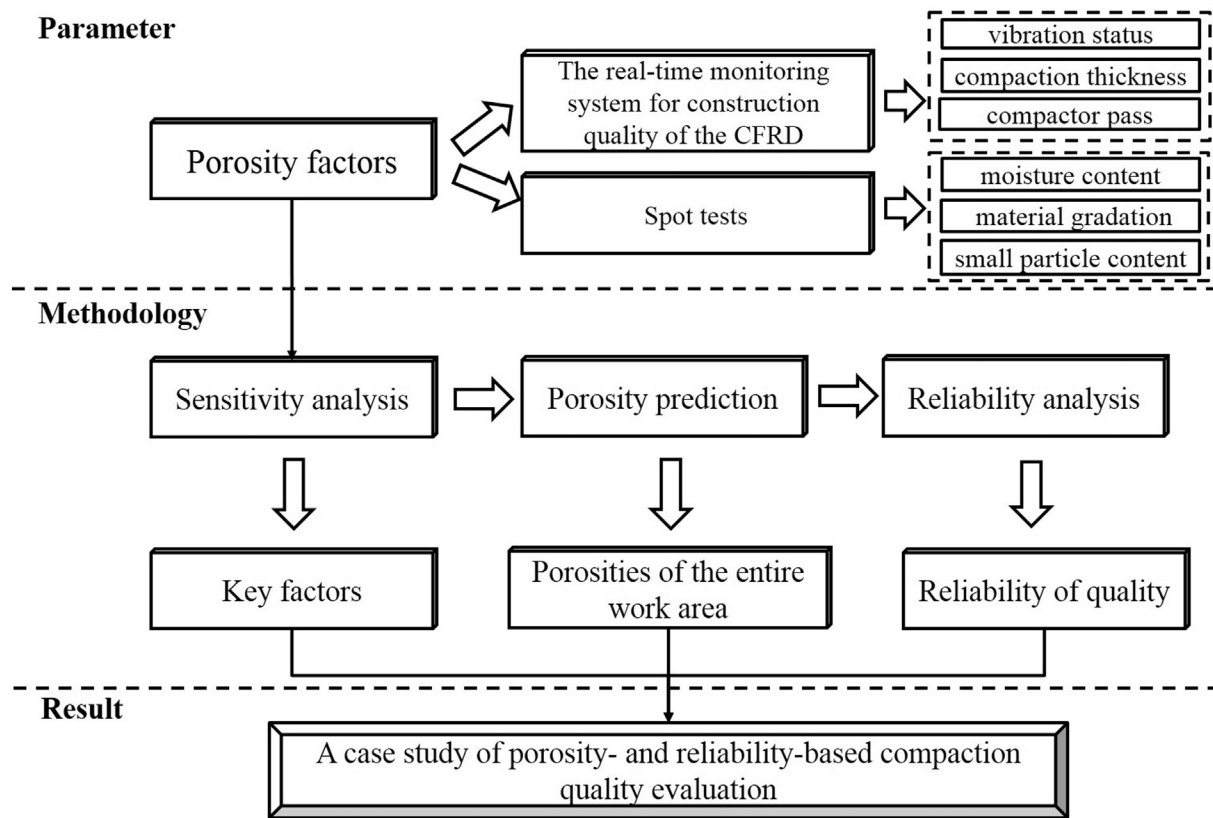 Parameter
Porosity factors
The real-time monitoring
system for construction
quality of the CFRD
Spot tests
vibration status
compaction thickness
compactor pass
moisture content
material gradation
small particle content
Methodology
Sensitivity analysis
Porosity prediction
Reliability analysis
Key factors
Porosities of the entire
work area
Reliability of quality
Result
A case study of porosity- and reliability-based compaction
quality evaluation